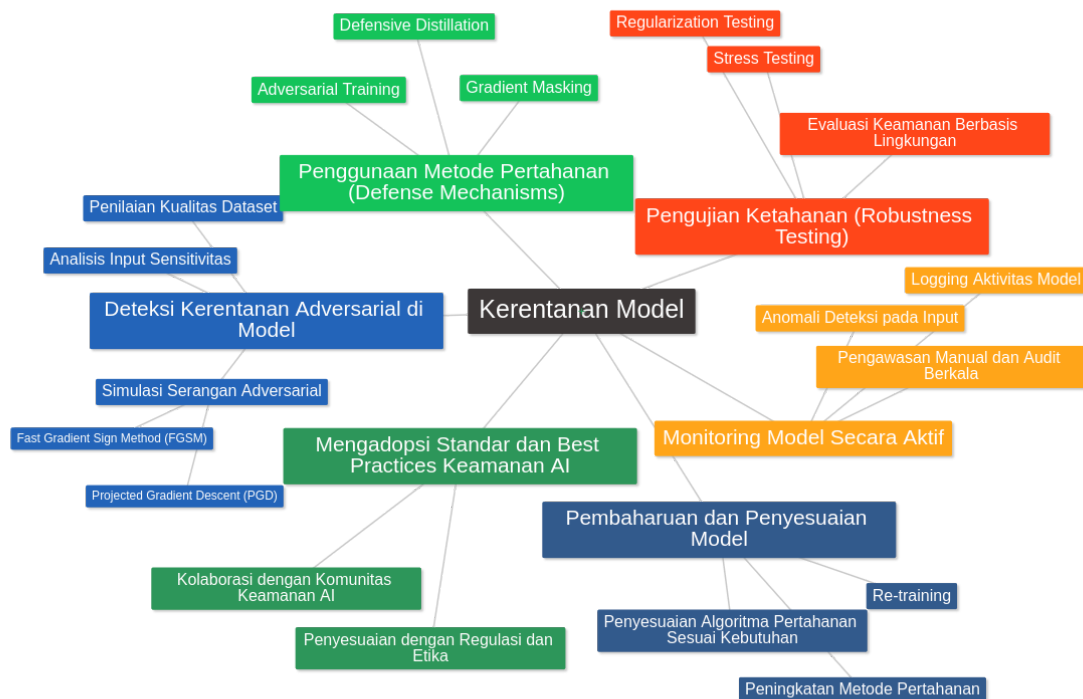 Defensive Distillation
Regularization Testing
Stress Testing
Adversarial Training
Gradient Masking
Evaluasi Keamanan Berbasis
Lingkungan
Penggunaan Metode Pertahanan
(Defense Mechanisms)
Penilaian Kualitas Dataset
Pengujian Ketahanan (Robustness
Testing)
Analisis Input Sensitivitas
Logging Aktivitas Model
Deteksi Kerentanan Adversarial di
Model
Kerentanan Model
Anomali Deteksi pada Input
Pengawasan Manual dan Audit
Berkala
Simulasi Serangan Adversarial
Fast Gradient Sign Method (FGSM)
Mengadopsi Standar dan Best
Practices Keamanan AI
Monitoring Model Secara Aktif
Projected Gradient Descent (PGD)
Pembaharuan dan Penyesuaian
Model
Kolaborasi dengan Komunitas
Keamanan AI
Re-training
Penyesuaian Algoritma Pertahanan
Sesuai Kebutuhan
Penyesuaian dengan Regulasi dan
Etika
Peningkatan Metode Pertahanan